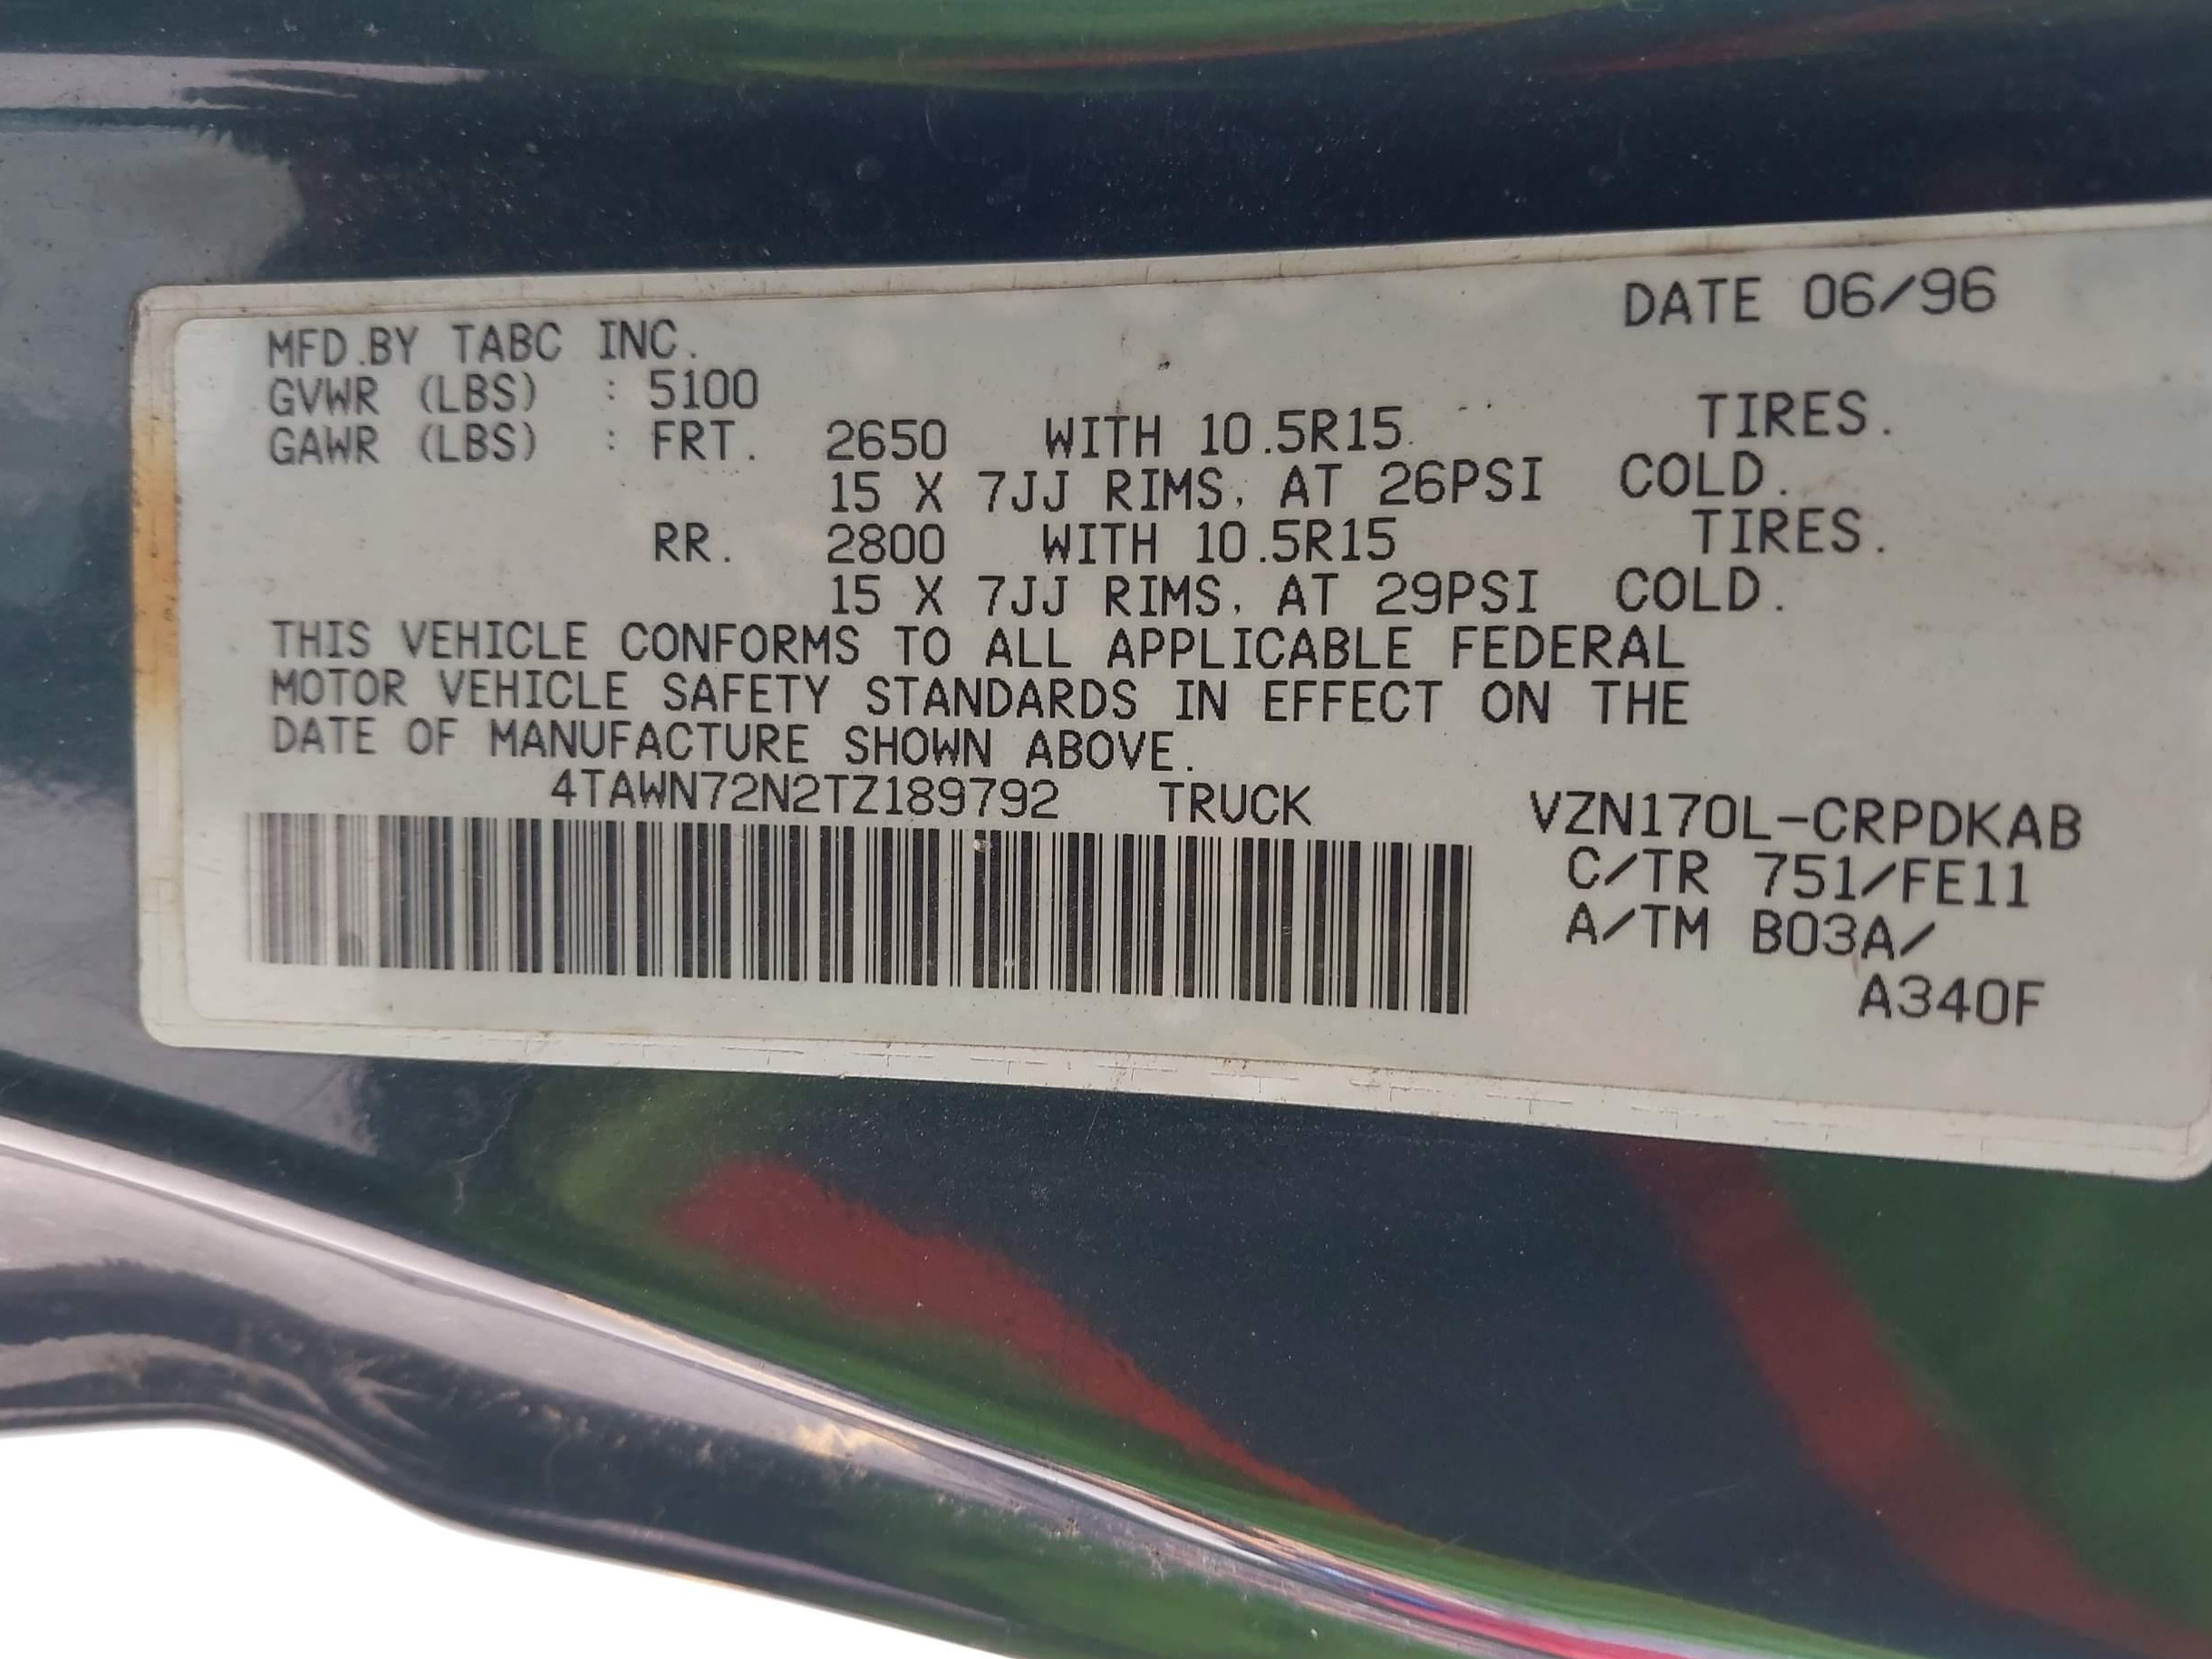 DATE 06/96
MFD.BY TABC INC.
GVWR (LBS) : 5100
GAWR (LBS) : FRT. 2650 WITH 10.5R15 TIRES.
15 X 7JJ RIMS, AT 26PSI COLD.
RR. 2800 WITH 10.5R15 TIRES.
15 X 7JJ RIMS, AT 29PSI COLD.
THIS VEHICLE CONFORMS TO ALL APPLICABLE FEDERAL
MOTOR VEHICLE SAFETY STANDARDS IN EFFECT ON THE
DATE OF MANUFACTURE SHOWN ABOVE.
4TAWN72N2TZ189792 TRUCK VZN170L-CRPDKAB
C/TR 751/FE11
A/TM B03A/
A340F